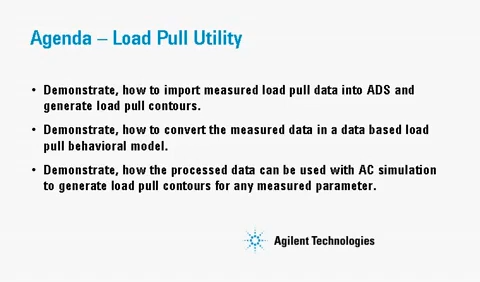 Agenda – Load Pull Utility
• Demonstrate, how to import measured load pull data into ADS and
generate load pull contours.
• Demonstrate, how to convert the measured data in a data based load
pull behavioral model.
• Demonstrate, how the processed data can be used with AC simulation
to generate load pull contours for any measured parameter.
Agilent Technologies